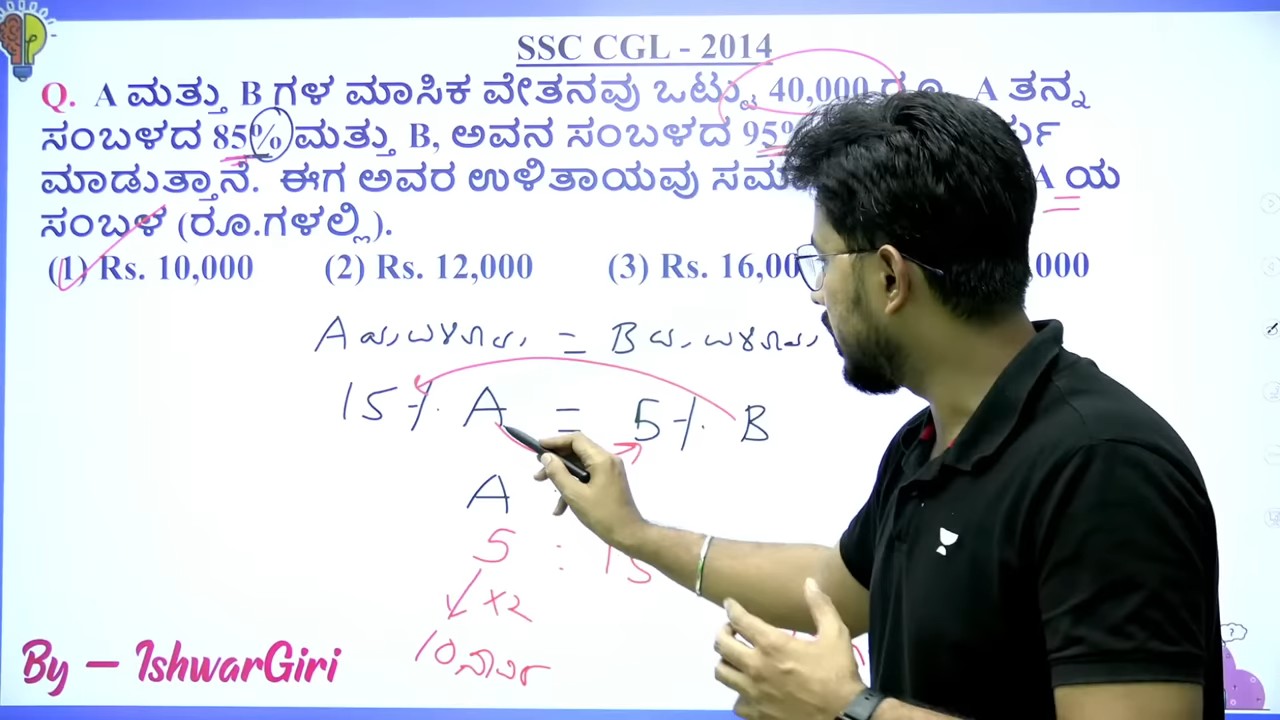 SSC CGL - 2014
Q. A ಮತ್ತು B ಗಳ ಮಾಸಿಕ ವೇತನವು ಒಟ್ಟು 40,000 ರೂ. A ತನ್ನ
ಸಂಬಳದ 85% ಮತ್ತು B, ಅವನ ಸಂಬಳದ 95%
ಮಾಡುತ್ತಾನೆ. ಈಗ ಅವರ ಉಳಿತಾಯವು A ಯ
ಸಂಬಳ (ರೂ.ಗಳಲ್ಲಿ).
(1) Rs. 10,000 (2) Rs. 12,000 (3) Rs. 16,00 000
A = B
15% A = 5% B
A :
5 : 15
×2
10
By – IshwarGiri